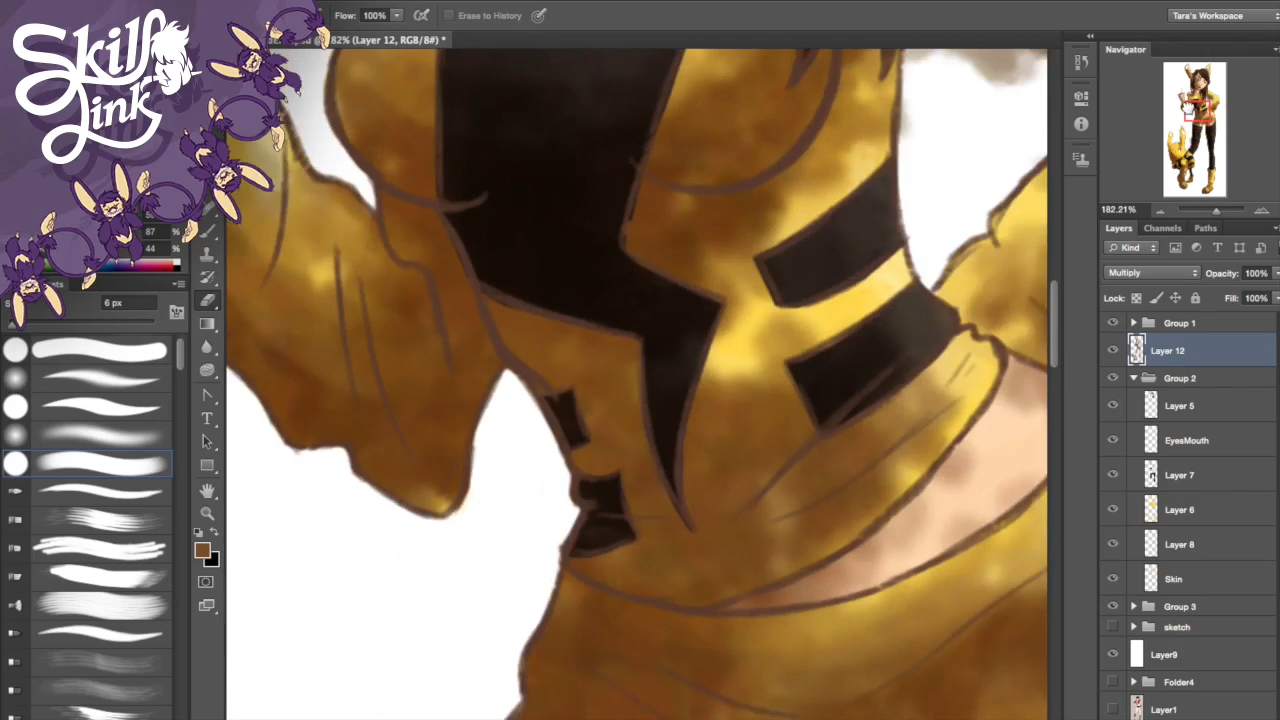 Skill
Link
Flow: 100%
Erase to History
Tara's Workspace
82% (Layer 12, RGB/8#) *
Navigator
182.21%
Layers Channels Paths
Kind
Multiply Opacity: 100%
Lock: Fill: 100%
Group 1
Layer 12
Group 2
Layer 5
EyesMouth
Layer 7
Layer 6
Layer 8
Skin
Group 3
sketch
Layer9
Folder4
Layer1
87 %
44 %
6 px